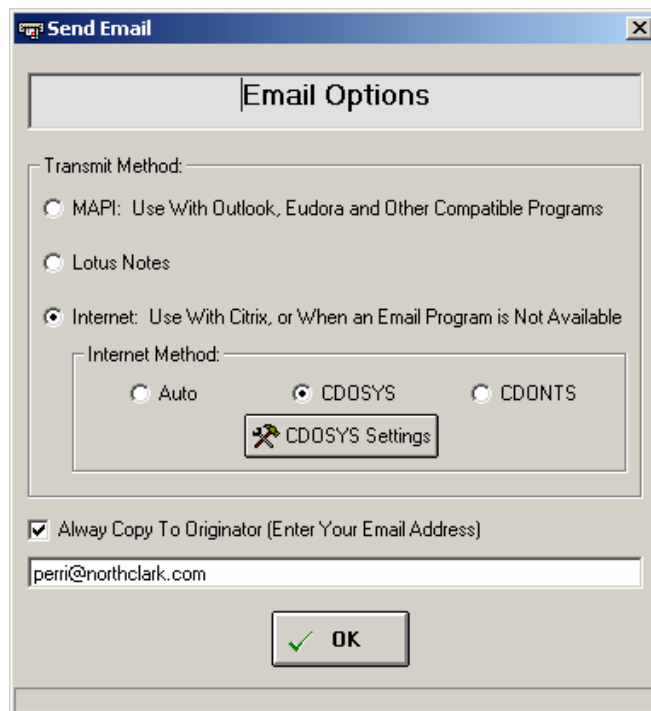 Send Email
Email Options
Transmit Method:
MAPI: Use With Outlook, Eudora and Other Compatible Programs
Lotus Notes
Internet: Use With Citrix, or When an Email Program is Not Available
Internet Method:
Auto CDOSYS CDONTS
CDOSYS Settings
Alway Copy To Originator (Enter Your Email Address)
perri@northclark.com
OK